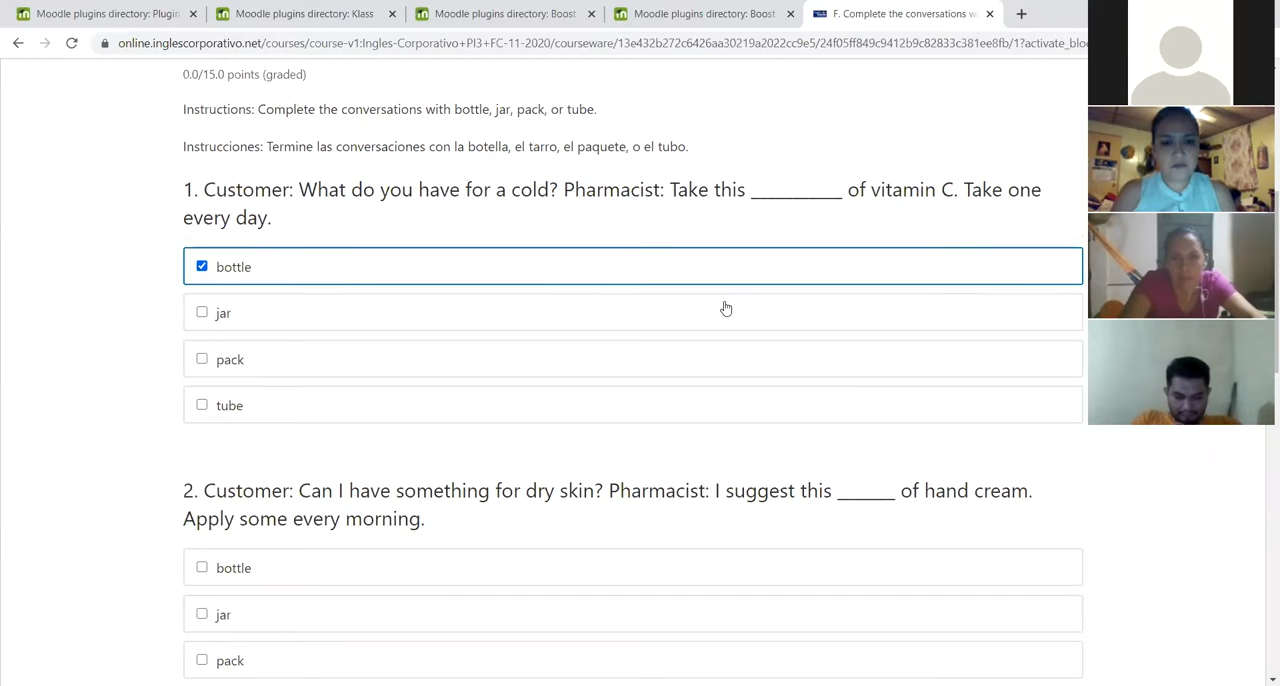 Moodle plugins directory: Plugin
Moodle plugins directory: Klass
Moodle plugins directory: Boost
Moodle plugins directory: Boost
F. Complete the conversations w
online.inglescorporativo.net/courses/course-v1:Ingles-Corporativo+PI3+FC-11-2020/courseware/13e432b272c6426aa30219a2022cc9e5/24f05ff849c9412b9c82833c381ee8fb/1?activate_blo
0.0/15.0 points (graded)
Instructions: Complete the conversations with bottle, jar, pack, or tube.
Instrucciones: Termine las conversaciones con la botella, el tarro, el paquete, o el tubo.
1. Customer: What do you have for a cold? Pharmacist: Take this _________ of vitamin C. Take one
every day.
bottle
jar
pack
tube
2. Customer: Can I have something for dry skin? Pharmacist: I suggest this ______ of hand cream.
Apply some every morning.
bottle
jar
pack